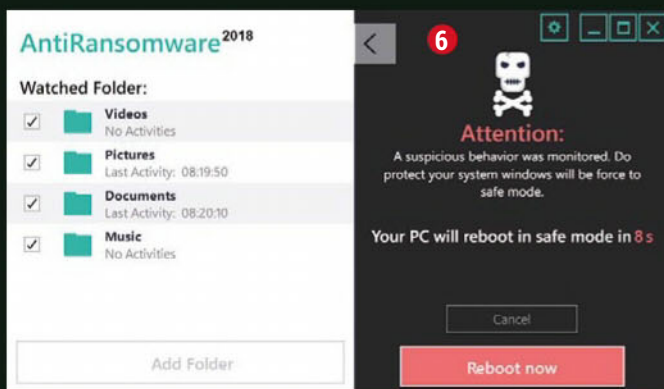 AntiRansomware2018
Watched Folder:
Videos
No Activities
Pictures
Last Activity: 08:19:50
Documents
Last Activity: 08:20:10
Music
No Activities
Add Folder
6
Attention:
A suspicious behavior was monitored. Do
protect your system windows will be force to
safe mode.
Your PC will reboot in safe mode in 8 s
Cancel
Reboot now